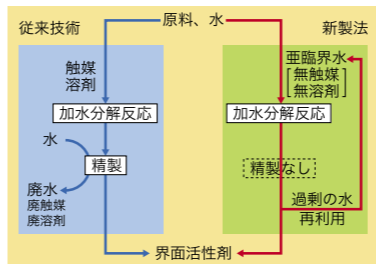 従来技術
原料、水
新製法
触媒
溶剤
加水分解反応
水
精製
廃水
廃触媒
廃溶剤
亜臨界水
[無触媒
無溶剤]
加水分解反応
精製なし
過剰の水
再利用
界面活性剤